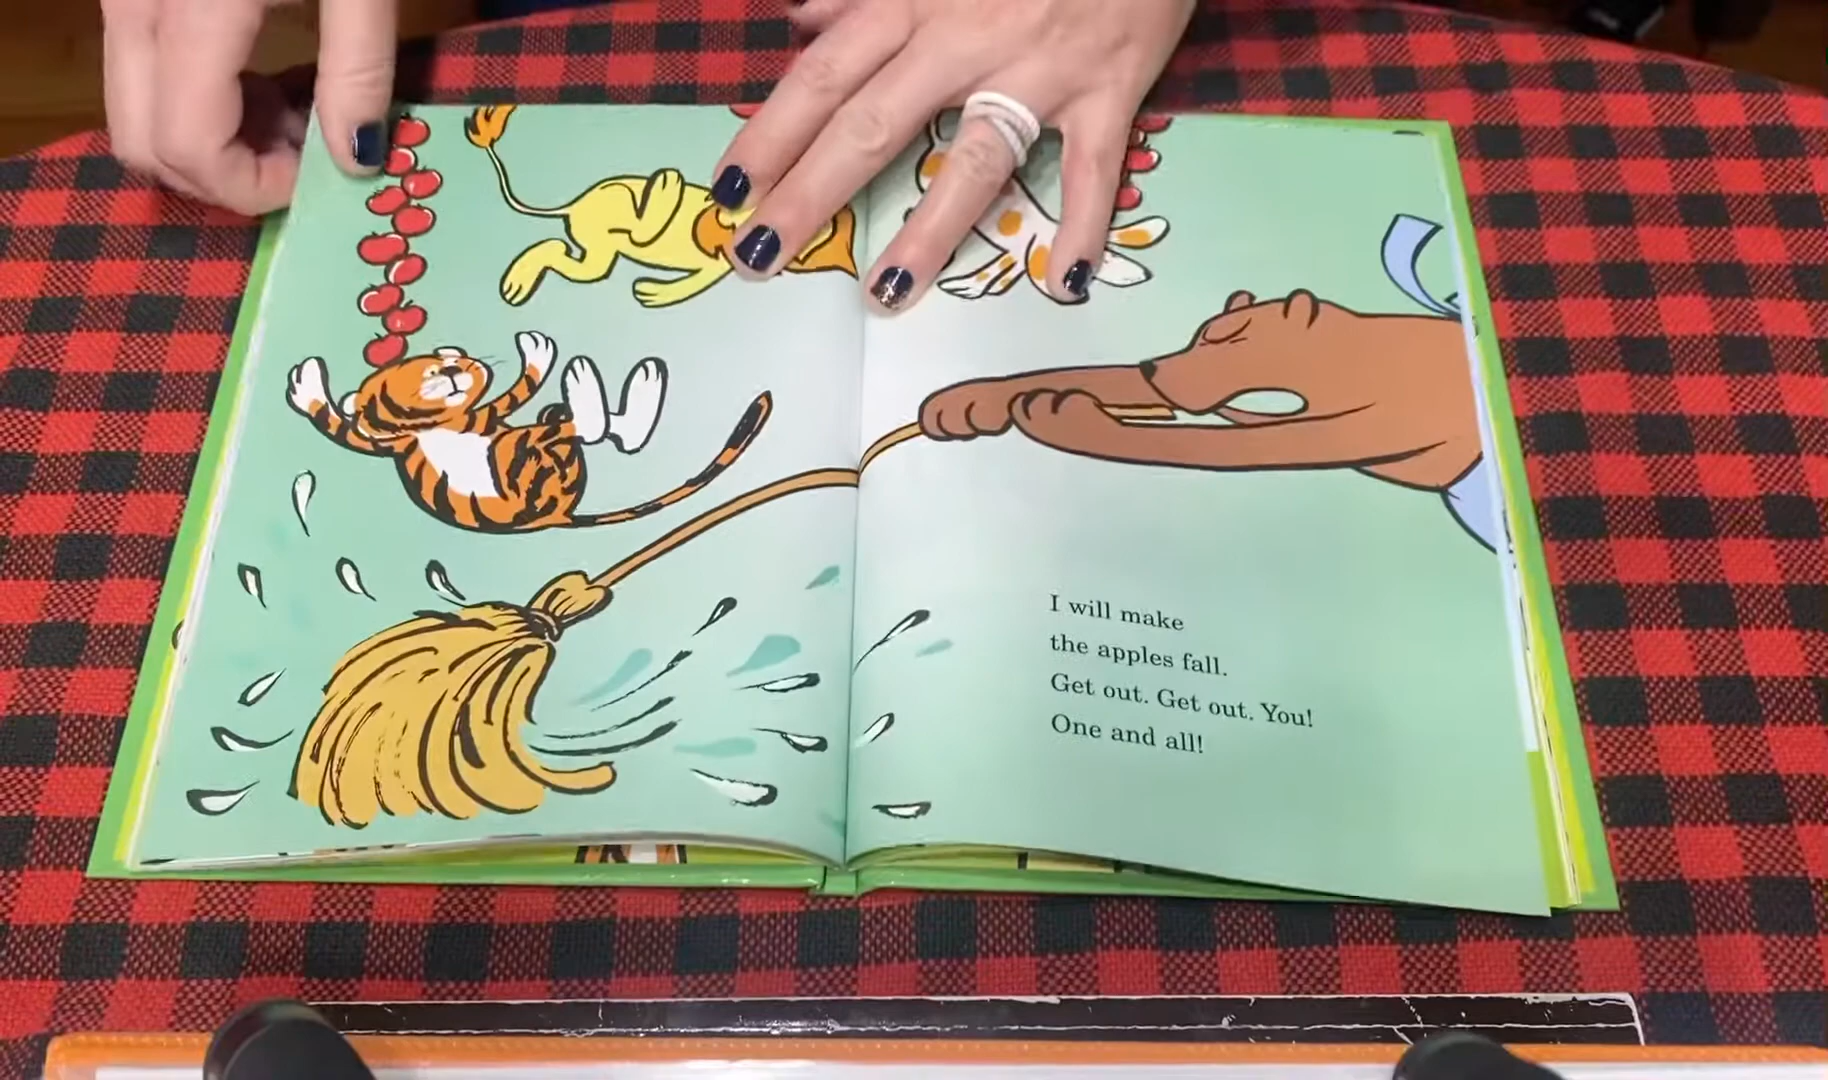 I will make
the apples fall.
Get out. Get out. You!
One and all!